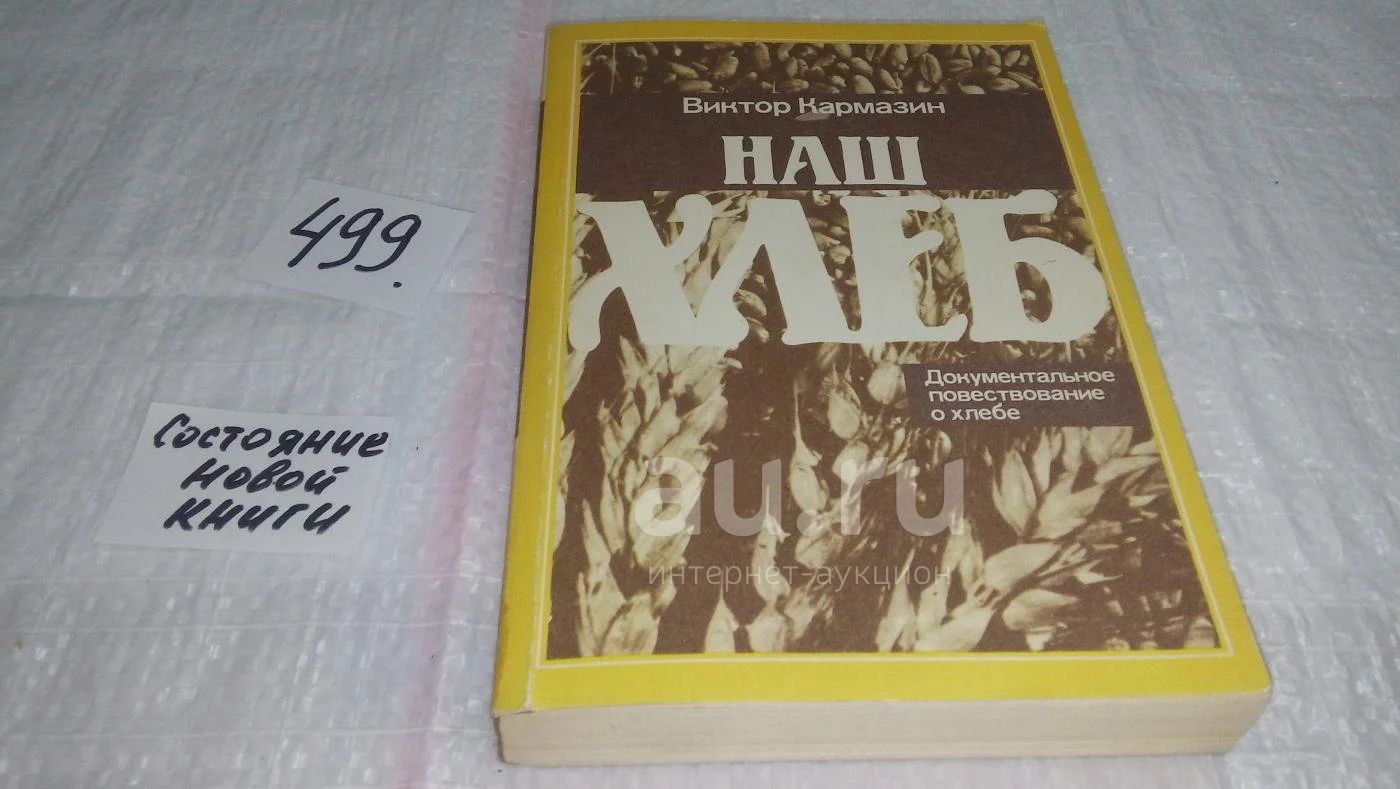 Виктор Кармазин
НАШ
ХЛЕБ
Документальное
повествование
о хлебе
499.
Состояние
новой
книги
au.ru
интернет-аукцион